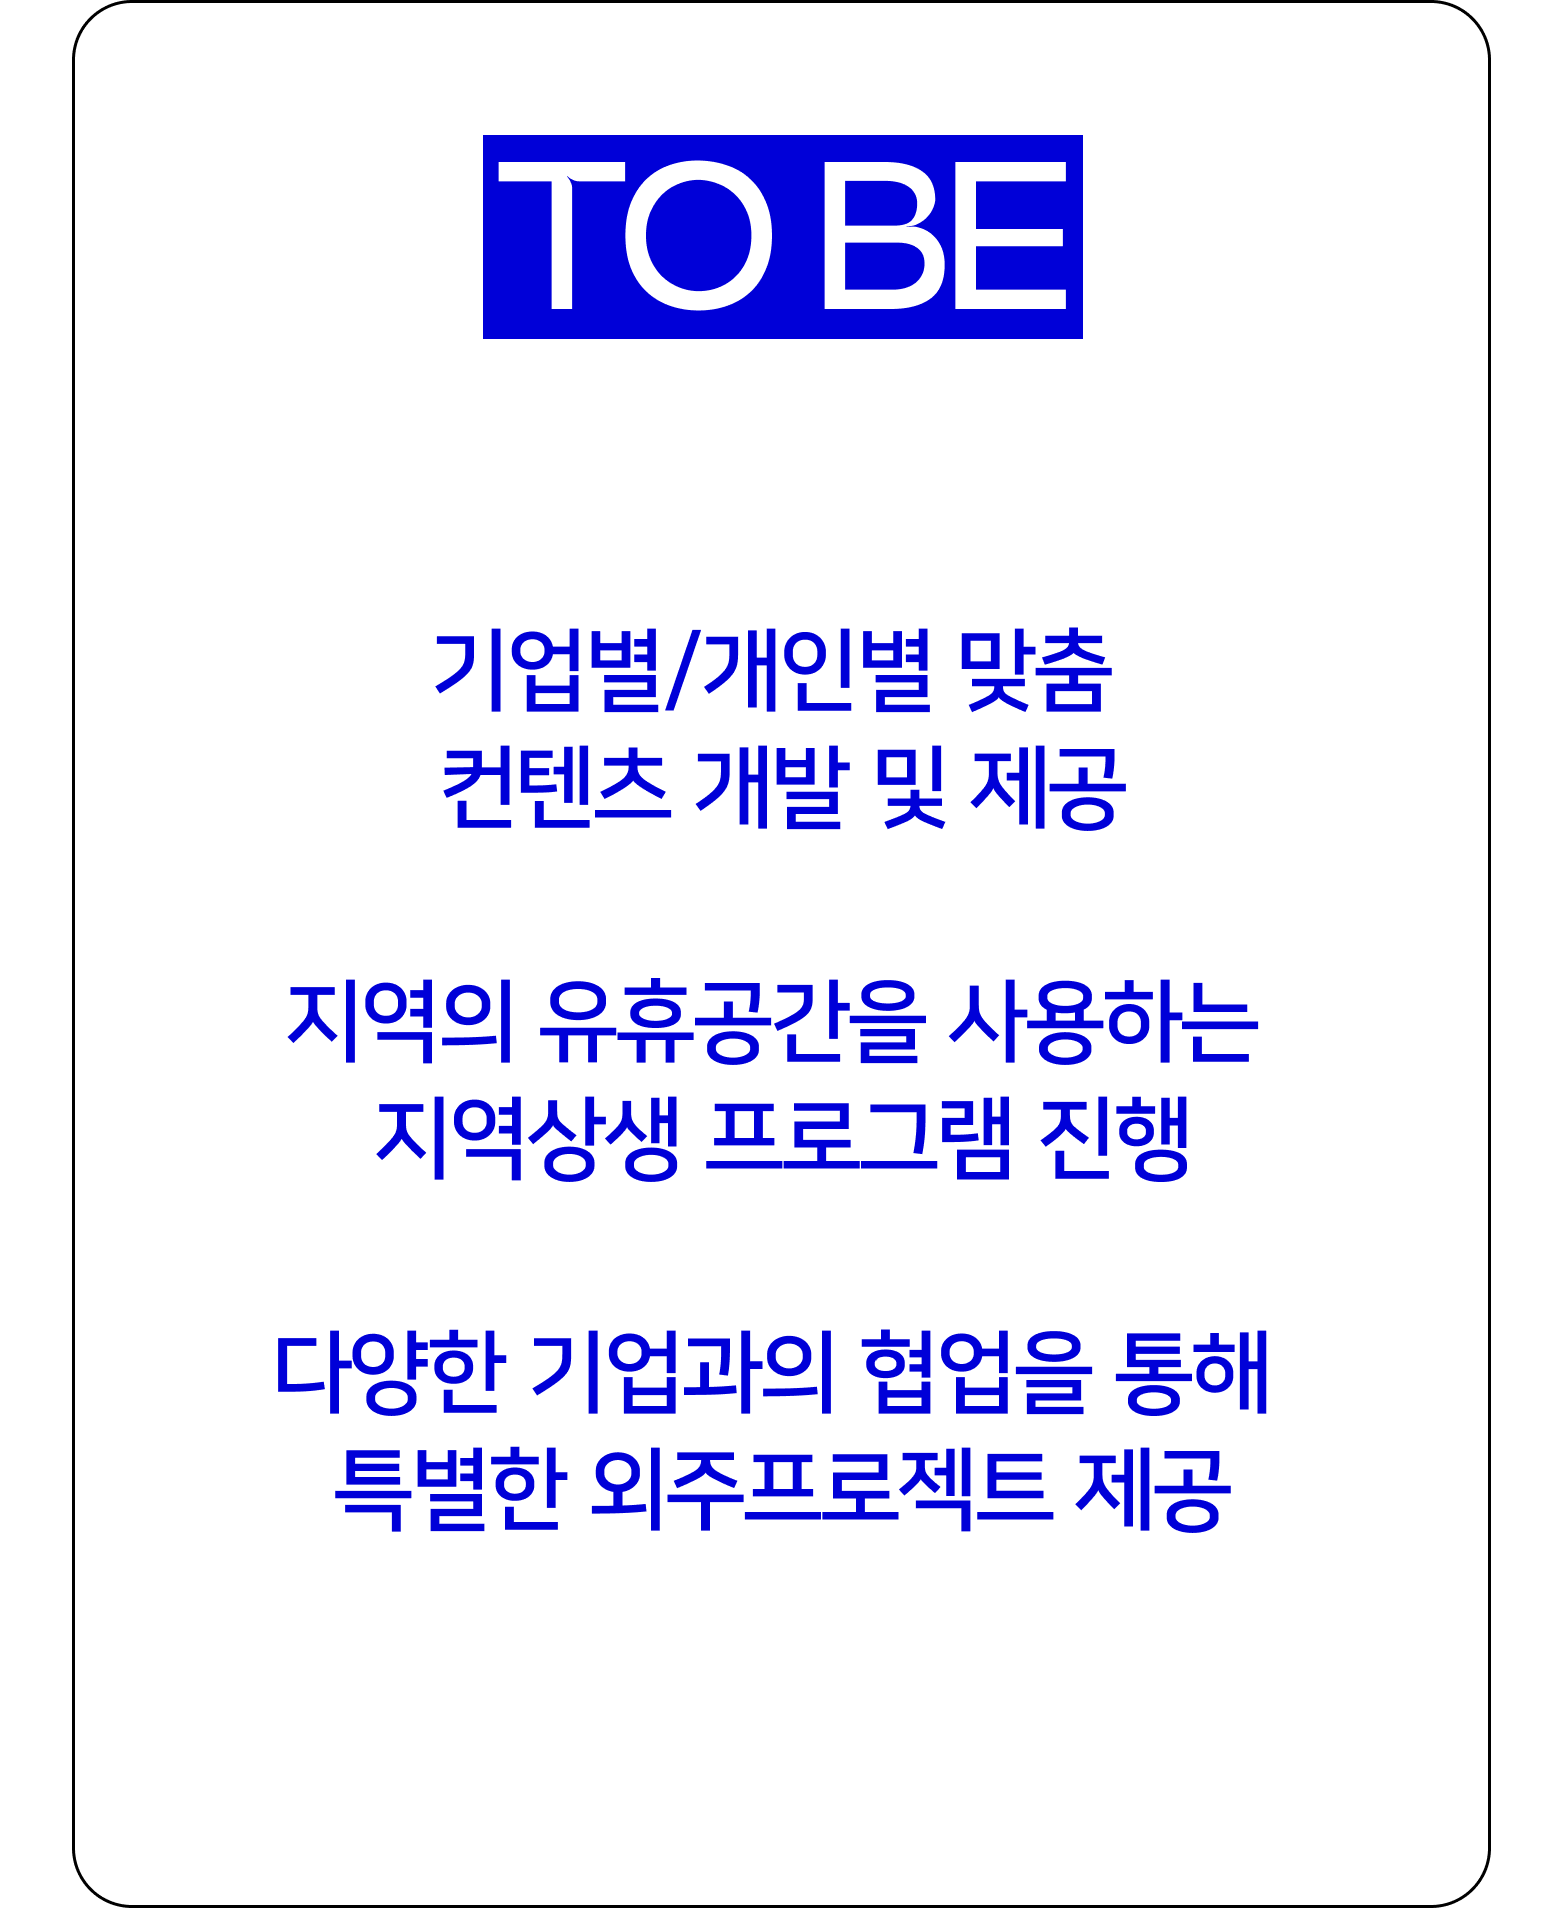 TO BE
기업별/개인별 맞춤
컨텐츠 개발 및 제공
지역의 유휴공간을 사용하는
지역상생 프로그램 진행
다양한 기업과의 협업을 통해
특별한 외주프로젝트 제공